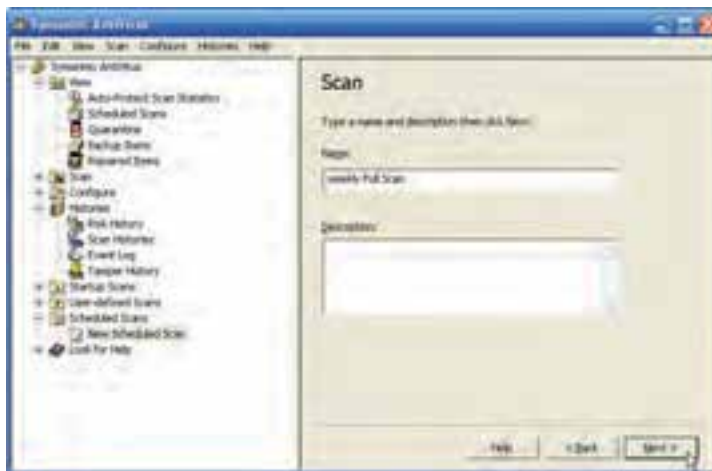 Symantec AntiVirus
File Edit View Scan Configure Histories Help
Symantec AntiVirus
View
Auto-Protect Scan Statistics
Scheduled Scans
Quarantine
Backup Items
Repaired Items
Scan
Configure
Histories
Risk History
Scan Histories
Event Log
Tamper History
Startup Scans
User-defined Scans
Scheduled Scans
New Scheduled Scan
Look for Help
Scan
Type a name and description then click Next:
Name:
weekly Full Scan
Description:
Help
< Back
Next >